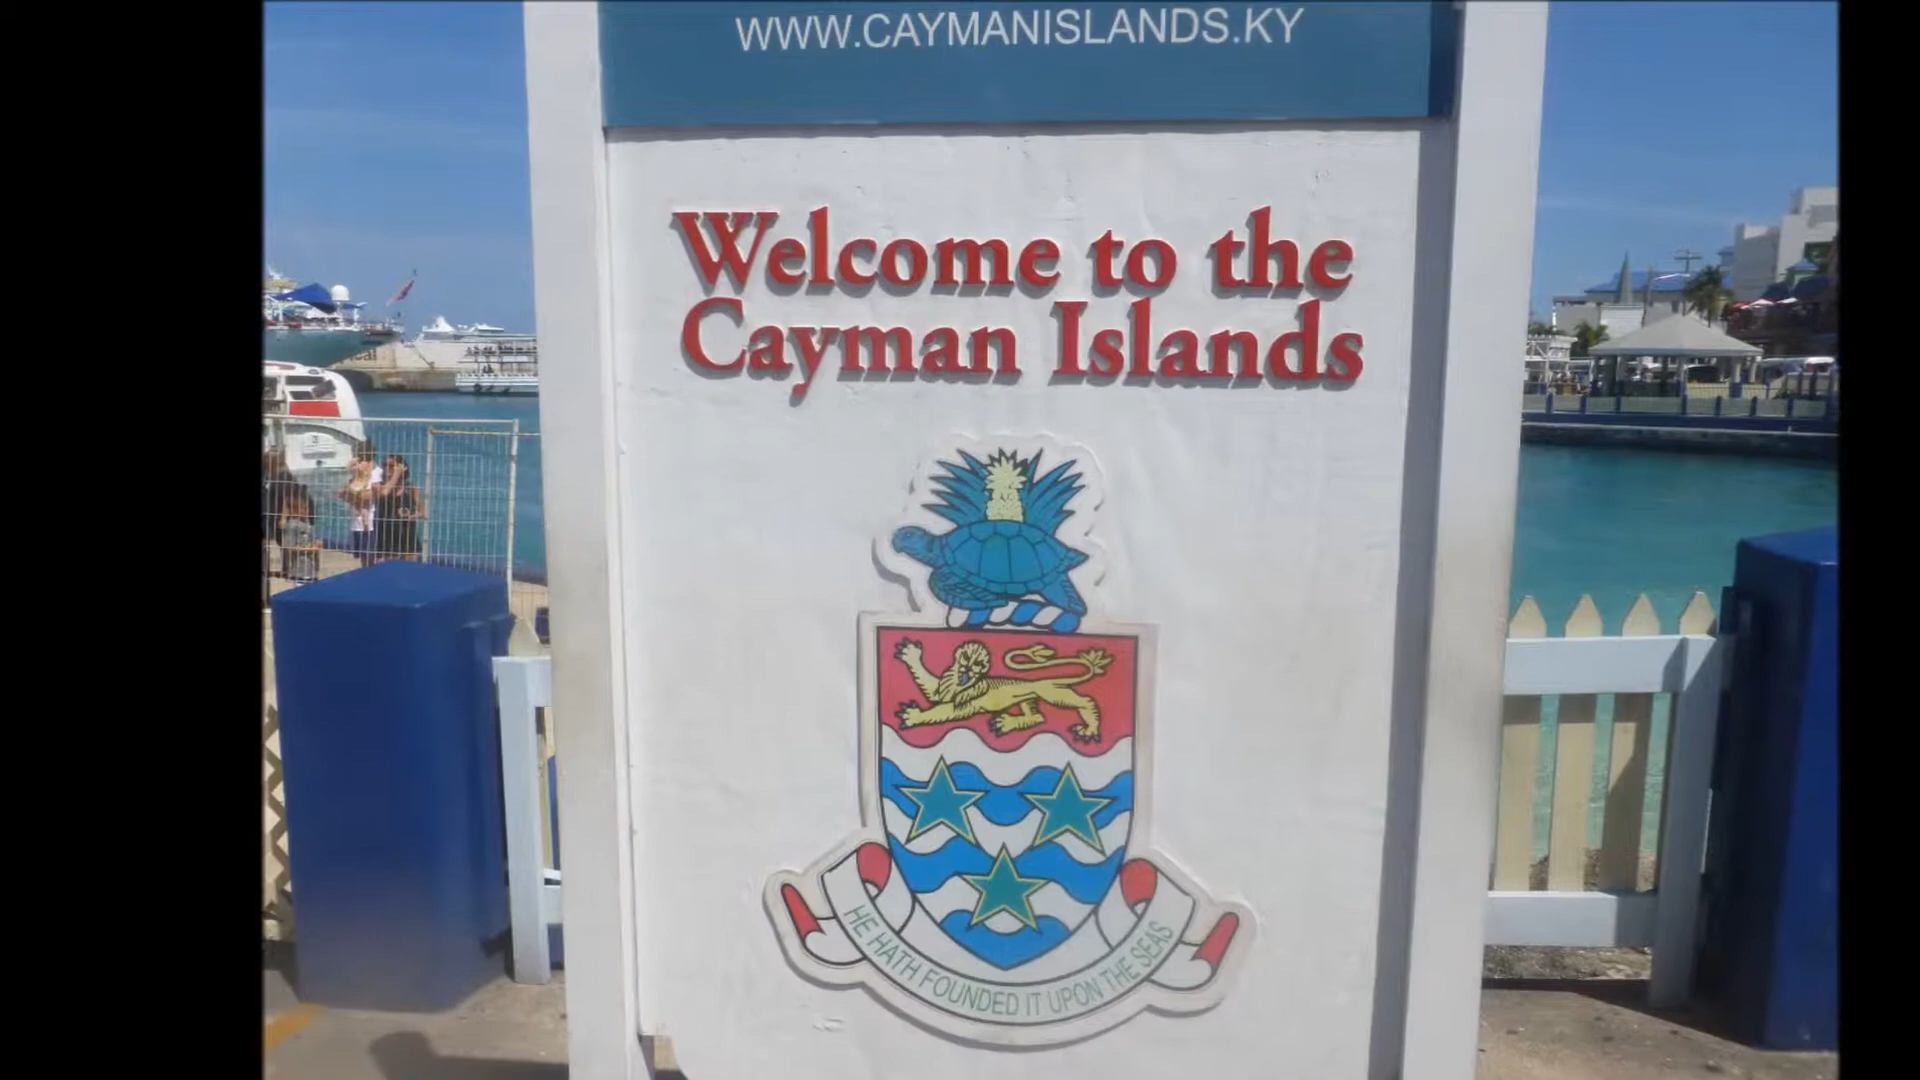 WWW.CAYMANISLANDS.KY
Welcome to the
Cayman Islands
HE HATH FOUNDED IT UPON THE SEAS